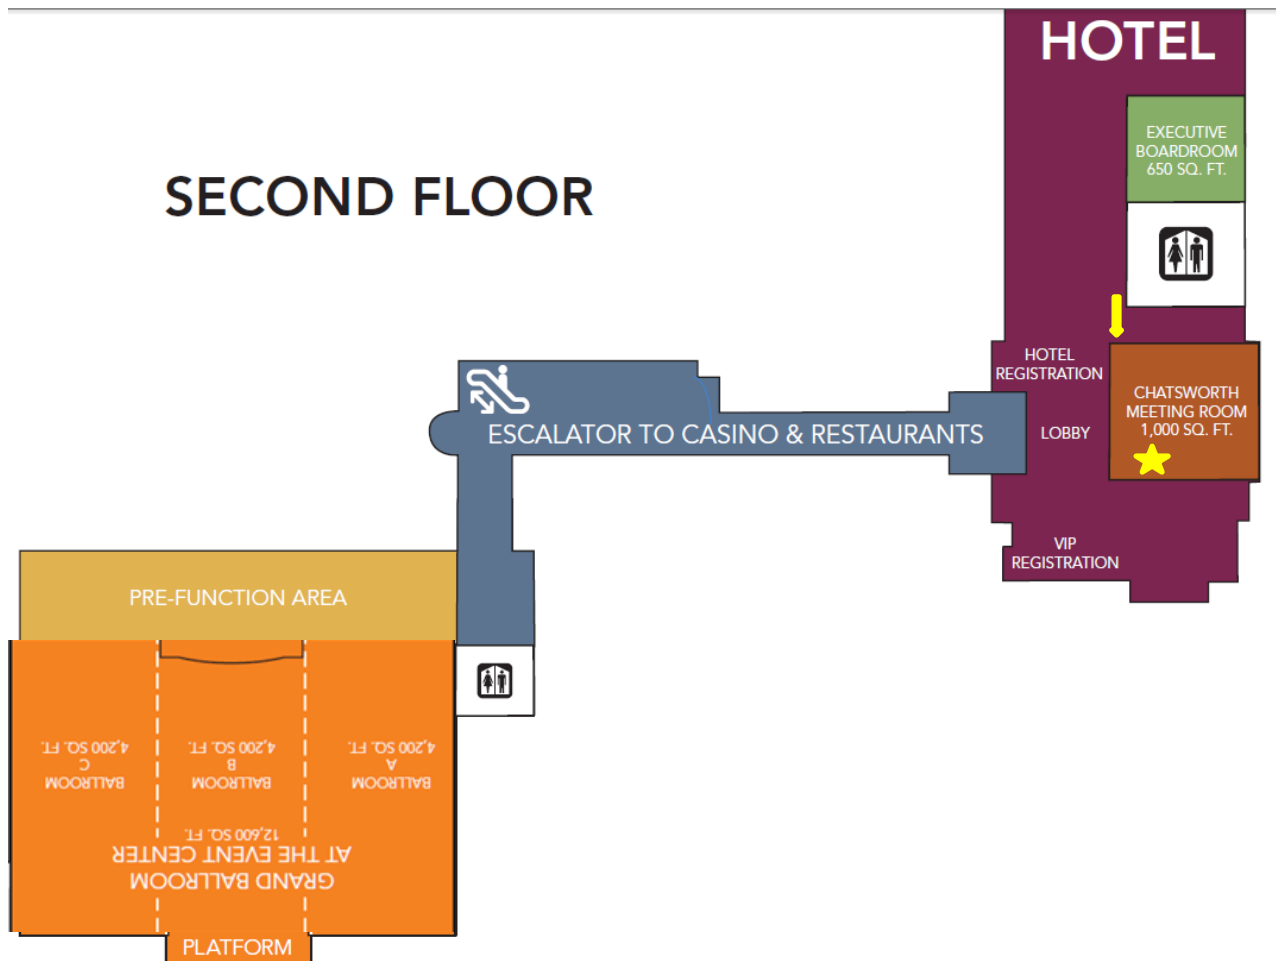 HOTEL
EXECUTIVE
BOARDROOM
650 SQ. FT.
SECOND FLOOR
HOTEL
REGISTRATION
CHATSWORTH
MEETING ROOM
1,000 SQ. FT.
ESCALATOR TO CASINO & RESTAURANTS
LOBBY
VIP
REGISTRATION
PRE-FUNCTION AREA
GRAND BALLROOM
AT THE EVENT CENTER
12,600 SQ. FT.
BALLROOM
A
4,200 SQ. FT.
BALLROOM
B
4,200 SQ. FT.
BALLROOM
C
4,200 SQ. FT.
PLATFORM